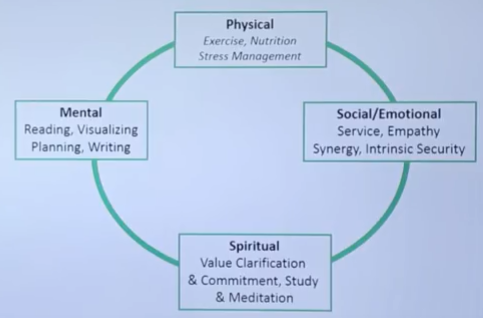 Physical
Exercise, Nutrition
Stress Management
Mental
Reading, Visualizing
Planning, Writing
Social/Emotional
Service, Empathy
Synergy, Intrinsic Security
Spiritual
Value Clarification
& Commitment, Study
& Meditation